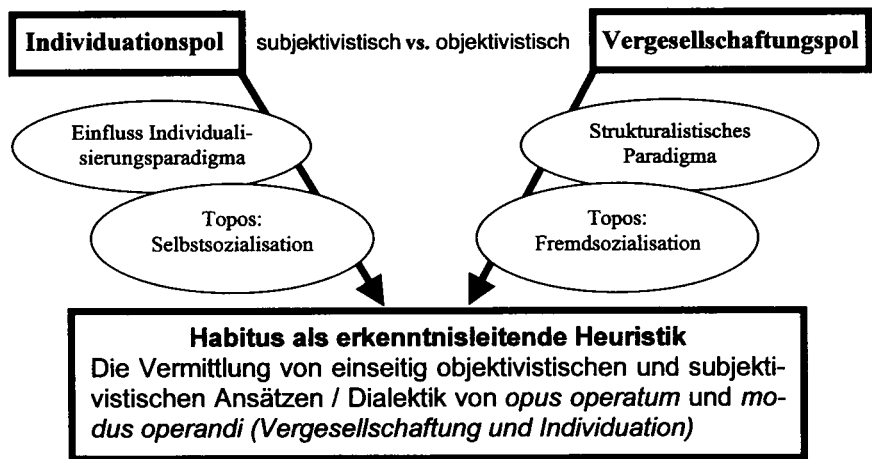 Individuationspol subjektivistisch vs. objektivistisch Vergesellschaftungspol
Einfluss Individuali-
sierungsparadigma
Strukturalistisches
Paradigma
Topos:
Selbstsozialisation
Topos:
Fremdsozialisation
Habitus als erkenntnisleitende Heuristik
Die Vermittlung von einseitig objektivistischen und subjekti-
vistischen Ansätzen / Dialektik von opus operatum und mo-
dus operandi (Vergesellschaftung und Individuation)